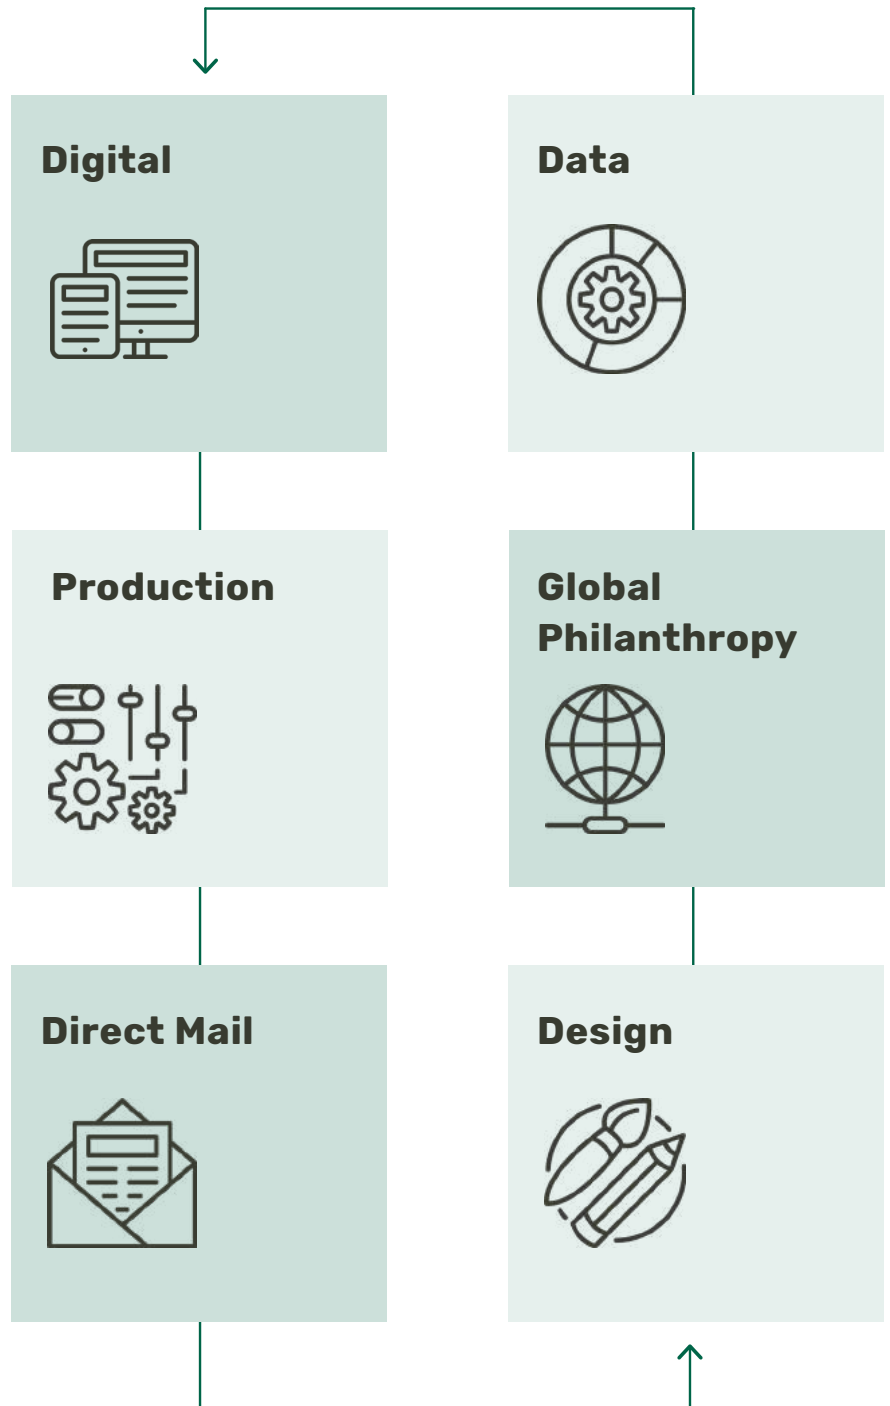 Digital
Data
Production
Global
Philanthropy
Direct Mail
Design